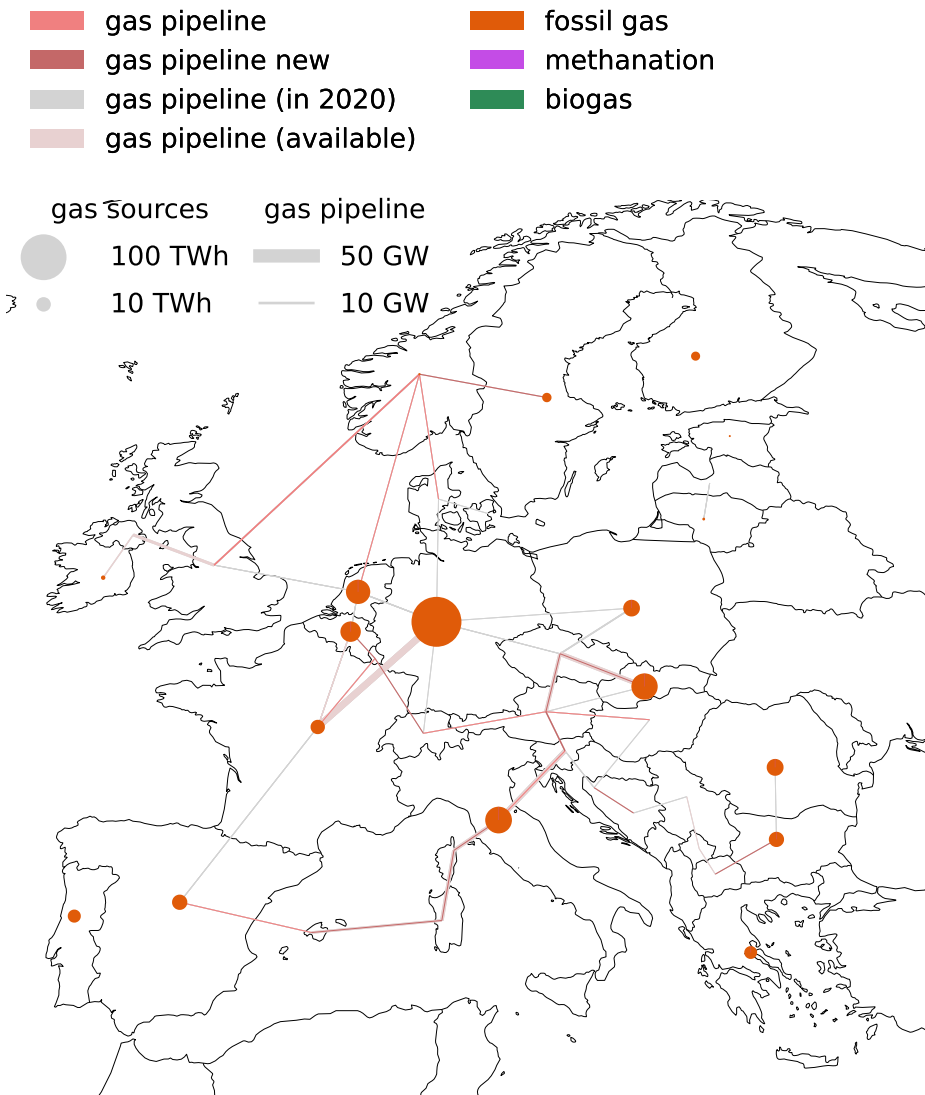 gas pipeline
gas pipeline new
gas pipeline (in 2020)
gas pipeline (available)
fossil gas
methanation
biogas
gas sources
100 TWh
10 TWh
gas pipeline
50 GW
10 GW